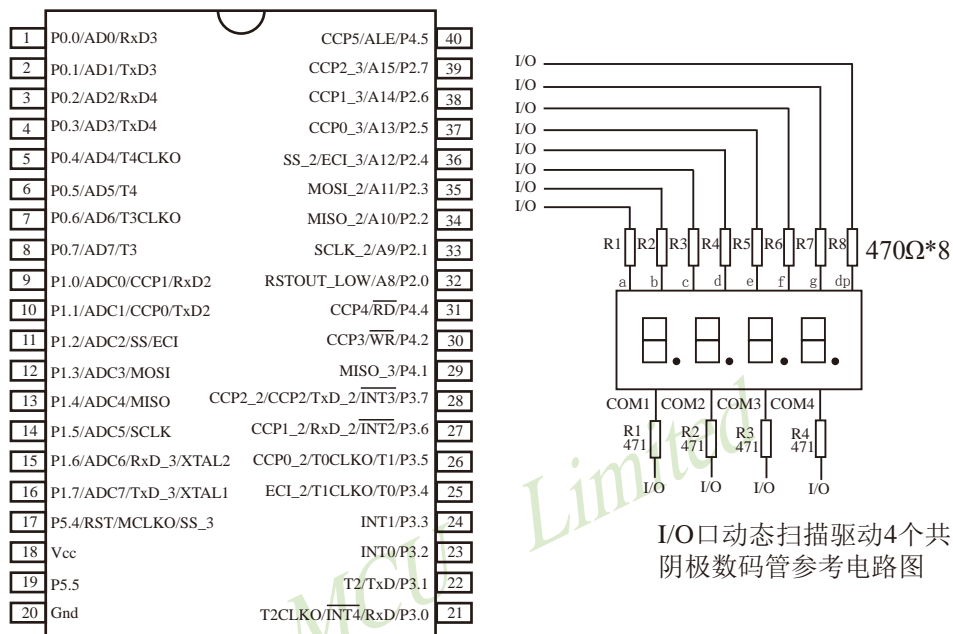 1 P0.0/AD0/RxD3 CCP5/ALE/P4.5 40
2 P0.1/AD1/TxD3 CCP2_3/A15/P2.7 39
3 P0.2/AD2/RxD4 CCP1_3/A14/P2.6 38
4 P0.3/AD3/TxD4 CCP0_3/A13/P2.5 37
5 P0.4/AD4/T4CLKO SS_2/ECI_3/A12/P2.4 36
6 P0.5/AD5/T4 MOSI_2/A11/P2.3 35
7 P0.6/AD6/T3CLKO MISO_2/A10/P2.2 34
8 P0.7/AD7/T3 SCLK_2/A9/P2.1 33
9 P1.0/ADC0/CCP1/RxD2 RSTOUT_LOW/A8/P2.0 32
10 P1.1/ADC1/CCP0/TxD2 CCP4/RD/P4.4 31
11 P1.2/ADC2/SS/ECI CCP3/WR/P4.2 30
12 P1.3/ADC3/MOSI MISO_3/P4.1 29
13 P1.4/ADC4/MISO CCP2_2/CCP2/TxD_2/INT3/P3.7 28
14 P1.5/ADC5/SCLK CCP1_2/RxD_2/INT2/P3.6 27
15 P1.6/ADC6/RxD_3/XTAL2 CCP0_2/T0CLKO/T1/P3.5 26
16 P1.7/ADC7/TxD_3/XTAL1 ECI_2/T1CLKO/T0/P3.4 25
17 P5.4/RST/MCLKO/SS_3 INT1/P3.3 24
18 Vcc INT0/P3.2 23
19 P5.5 T2/TxD/P3.1 22
20 Gnd T2CLKO/INT4/RxD/P3.0 21
I/O
I/O
I/O
I/O
I/O
I/O
I/O
I/O
R1 R2 R3 R4 R5 R6 R7 R8 470Ω*8
a b c d e f g dp
COM1 COM2 COM3 COM4
R1 R2 R3 R4
471 471 471 471
I/O I/O I/O I/O
I/O口动态扫描驱动4个共
阴极数码管参考电路图
MCU Limited